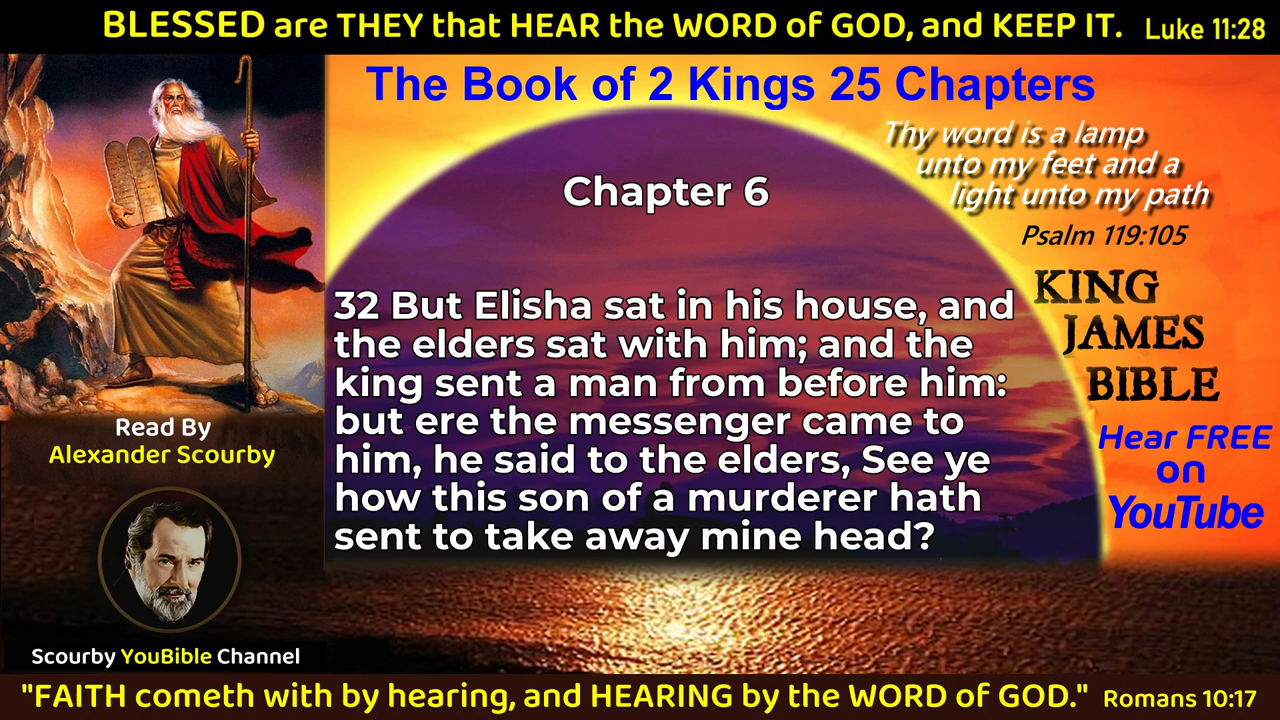 BLESSED are THEY that HEAR the WORD of GOD, and KEEP IT. Luke 11:28
The Book of 2 Kings 25 Chapters
Thy word is a lamp
unto my feet and a
light unto my path
Psalm 119:105
Chapter 6
32 But Elisha sat in his house, and
the elders sat with him; and the
king sent a man from before him:
but ere the messenger came to
him, he said to the elders, See ye
how this son of a murderer hath
sent to take away mine head?
KING
JAMES
BIBLE
Hear FREE
on
YouTube
Read By
Alexander Scourby
Scourby YouBible Channel
"FAITH cometh with by hearing, and HEARING by the WORD of GOD." Romans 10:17